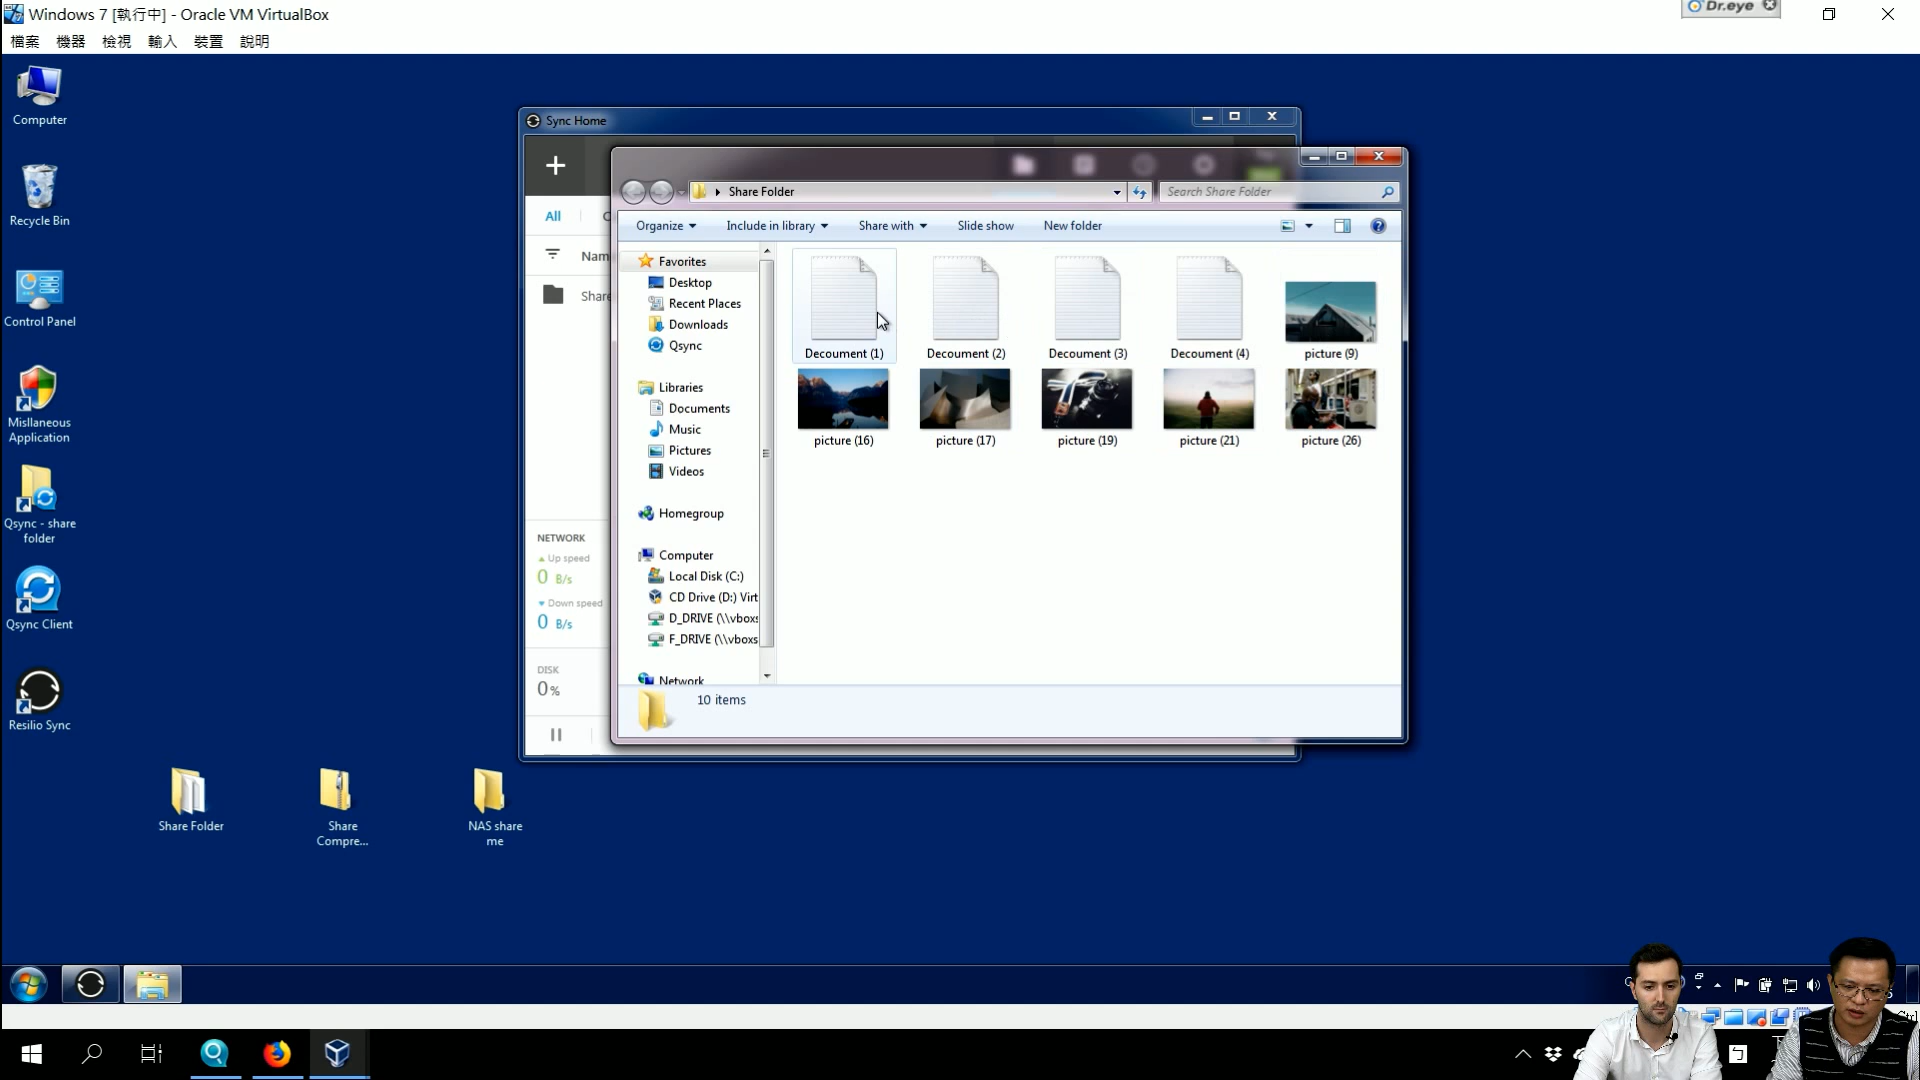 Windows 7 [執行中] - Oracle VM VirtualBox
Dr.eye
檔案 機器 檢視 輸入 裝置 說明
Computer
Recycle Bin
Control Panel
Misllaneous
Application
Qsync - share
folder
Qsync Client
Resilio Sync
Share Folder
Share
Compre...
NAS share
me
Sync Home
All
Nam
Share
NETWORK
Up speed
0 B/s
Down speed
0 B/s
DISK
0%
Share Folder
Search Share Folder
Organize Include in library Share with Slide show New folder
Favorites
Desktop
Recent Places
Downloads
Qsync
Libraries
Documents
Music
Pictures
Videos
Homegroup
Computer
Local Disk (C:)
CD Drive (D:) Virt
D_DRIVE (\\vboxs
F_DRIVE (\\vboxs
Network
Decoument (1) Decoument (2) Decoument (3) Decoument (4) picture (9)
picture (16) picture (17) picture (19) picture (21) picture (26)
10 items